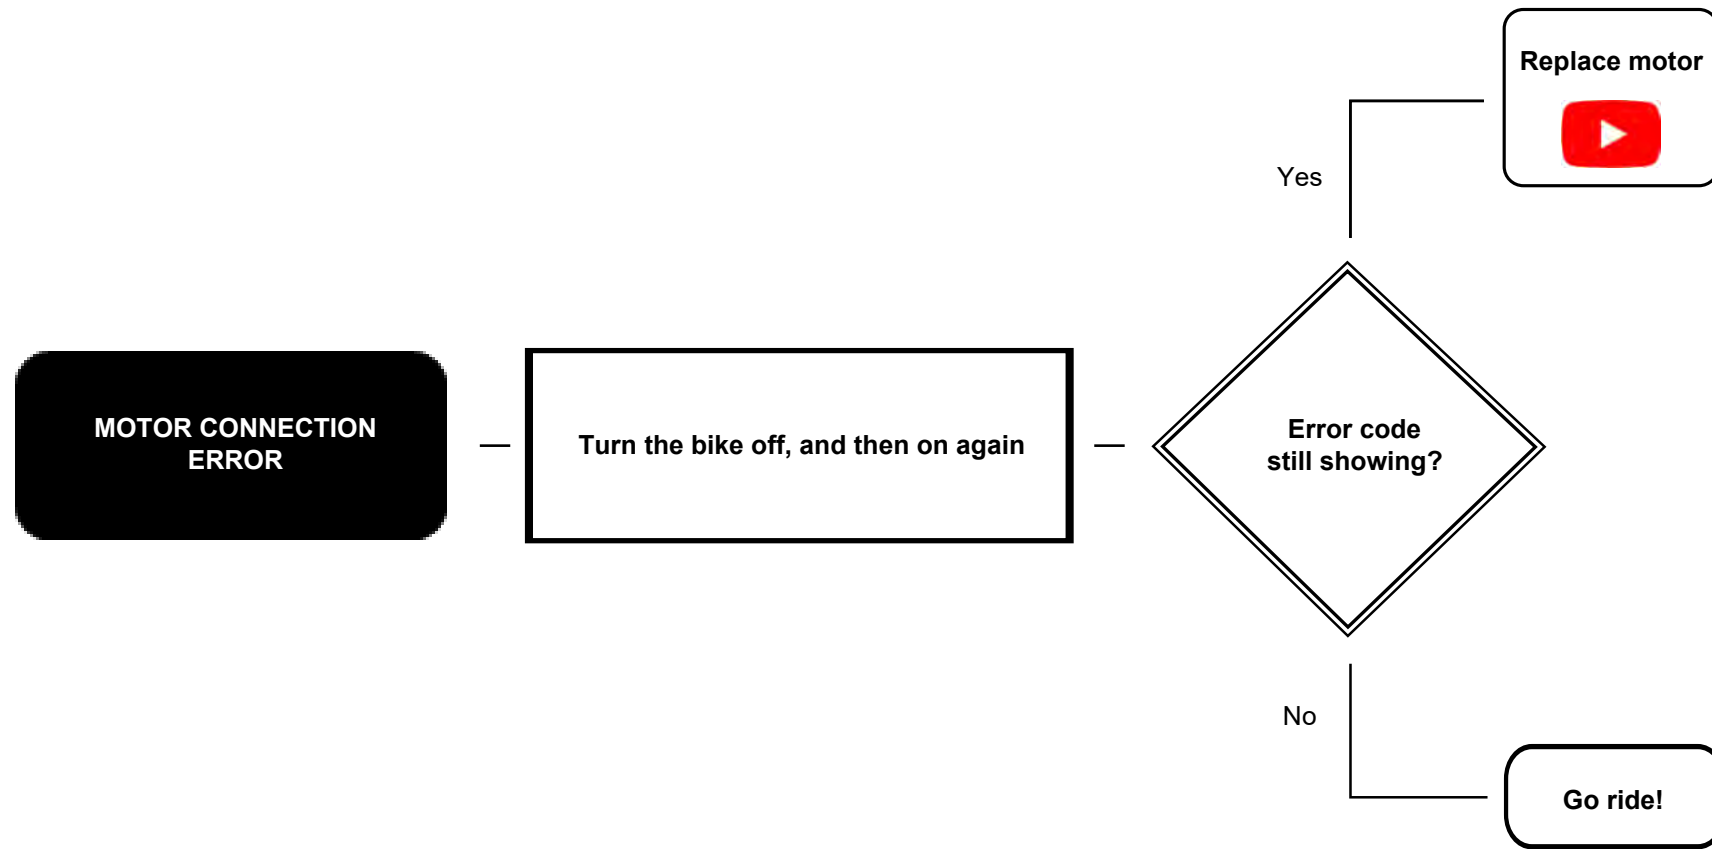 Replace motor
Yes
MOTOR CONNECTION
ERROR
Turn the bike off, and then on again
Error code
still showing?
No
Go ride!